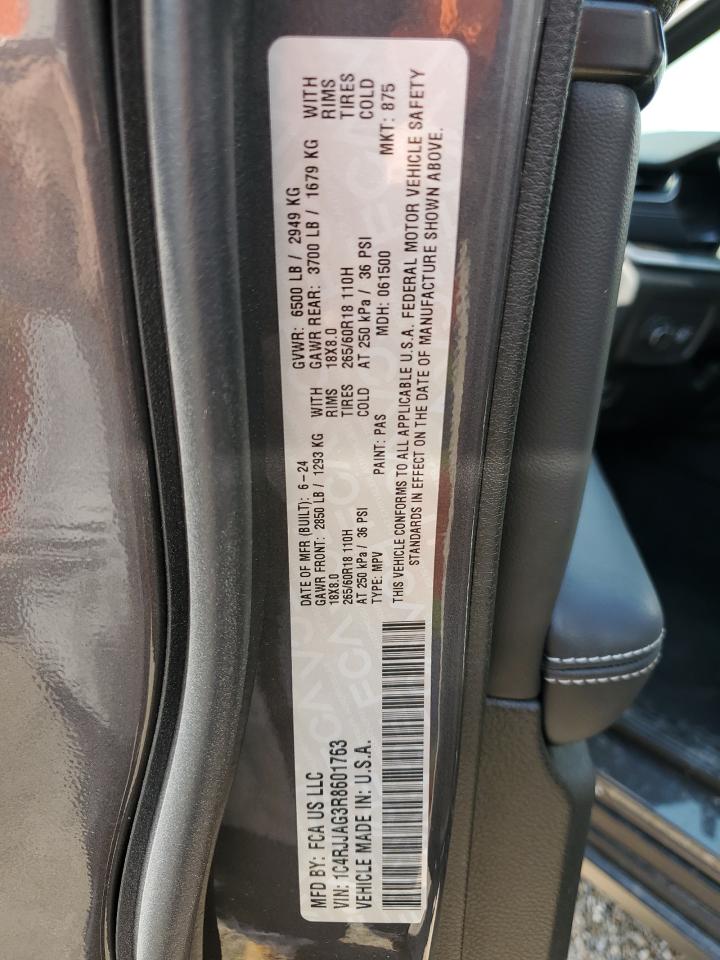 MFD BY: FCA US LLC
VIN: 1C4RJJAG3R8601763
VEHICLE MADE IN: U.S.A.
DATE OF MFR (BUILT): 6-24 GVWR: 6500 LB / 2949 KG
GAWR FRONT: 2850 LB / 1293 KG WITH GAWR REAR: 3700 LB / 1679 KG WITH
18X8.0 RIMS 18X8.0 RIMS
265/60R18 110H TIRES 265/60R18 110H TIRES
AT 250 kPa / 36 PSI COLD AT 250 kPa / 36 PSI COLD
TYPE: MPV PAINT: PAS MDH: 061500 MKT: 875
THIS VEHICLE CONFORMS TO ALL APPLICABLE U.S.A. FEDERAL MOTOR VEHICLE SAFETY
STANDARDS IN EFFECT ON THE DATE OF MANUFACTURE SHOWN ABOVE.